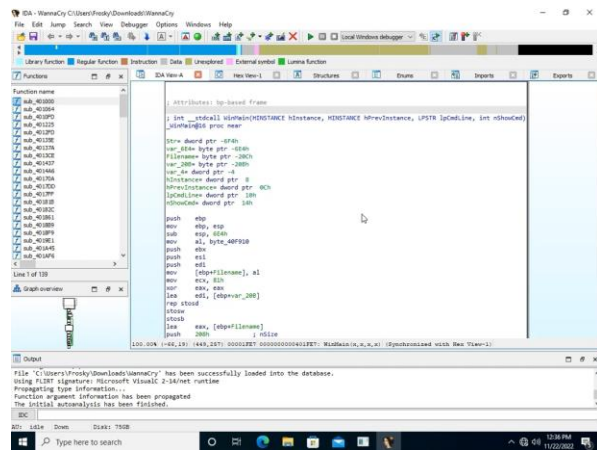 IDA - WannaCry C:\Users\Frosky\Downloads\WannaCry
File Edit Jump Search View Debugger Options Windows Help
Local Windows debugger
Library function Regular function Instruction Data Unexplored External symbol Lumina function
Functions
IDA View-A Hex View-1 Structures Enums Imports Exports
Function name
sub_401000
sub_401064
sub_4010FD
sub_401225
sub_4012FD
sub_40135E
sub_40137A
sub_4013CE
sub_401437
sub_4014A6
sub_40170A
sub_4017DD
sub_4017FF
sub_40181B
sub_40182C
sub_401861
sub_4018B9
sub_4018F9
sub_4019E1
sub_401A45
sub_401AF6
Line 1 of 139
Graph overview
; Attributes: bp-based frame
; int __stdcall WinMain(HINSTANCE hInstance, HINSTANCE hPrevInstance, LPSTR lpCmdLine, int nShowCmd)
_WinMain@16 proc near
Str= dword ptr -6F4h
var_6E4= byte ptr -6E4h
Filename= byte ptr -20Ch
var_20B= byte ptr -20Bh
var_4= dword ptr -4
hInstance= dword ptr 8
hPrevInstance= dword ptr 0Ch
lpCmdLine= dword ptr 10h
nShowCmd= dword ptr 14h
push ebp
mov ebp, esp
sub esp, 6E4h
mov al, byte_40F910
push ebx
push esi
push edi
mov [ebp+Filename], al
mov ecx, 81h
xor eax, eax
lea edi, [ebp+var_20B]
rep stosd
stosw
stosb
lea eax, [ebp+Filename]
push 208h ; nSize
100.00% (-66,19) (449,257) 00001FE7 0000000000401FE7: WinMain(x,x,x,x) (Synchronized with Hex View-1)
Output
File 'C:\Users\Frosky\Downloads\WannaCry' has been successfully loaded into the database.
Using FLIRT signature: Microsoft VisualC 2-14/net runtime
Propagating type information...
Function argument information has been propagated
The initial autoanalysis has been finished.
IDC
AU: idle Down Disk: 75GB
Type here to search
12:36 PM
11/22/2022